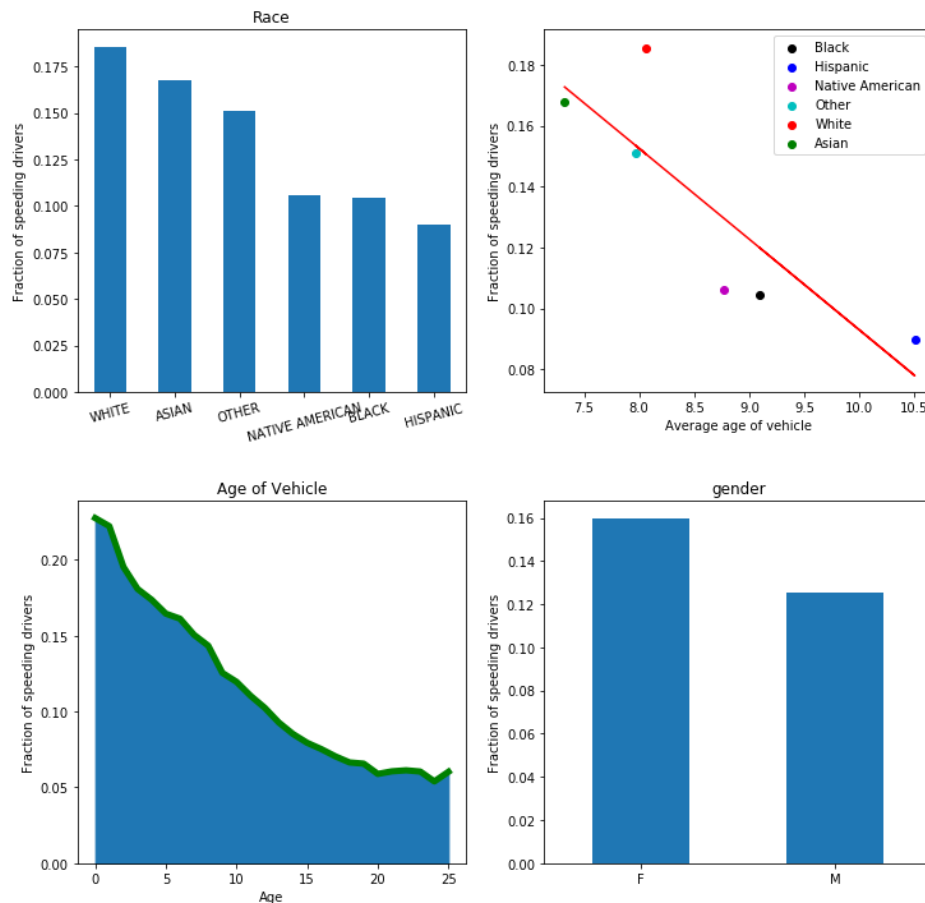 Race
Fraction of speeding drivers
0.175
0.150
0.125
0.100
0.075
0.050
0.025
0.000
WHITE
ASIAN
OTHER
NATIVE AMERICAN
BLACK
HISPANIC
Fraction of speeding drivers
0.18
0.16
0.14
0.12
0.10
0.08
Black
Hispanic
Native American
Other
White
Asian
7.5
8.0
8.5
9.0
9.5
10.0
10.5
Average age of vehicle
Age of Vehicle
Fraction of speeding drivers
0.20
0.15
0.10
0.05
0.00
0
5
10
15
20
25
Age
gender
Fraction of speeding drivers
0.16
0.14
0.12
0.10
0.08
0.06
0.04
0.02
0.00
F
M